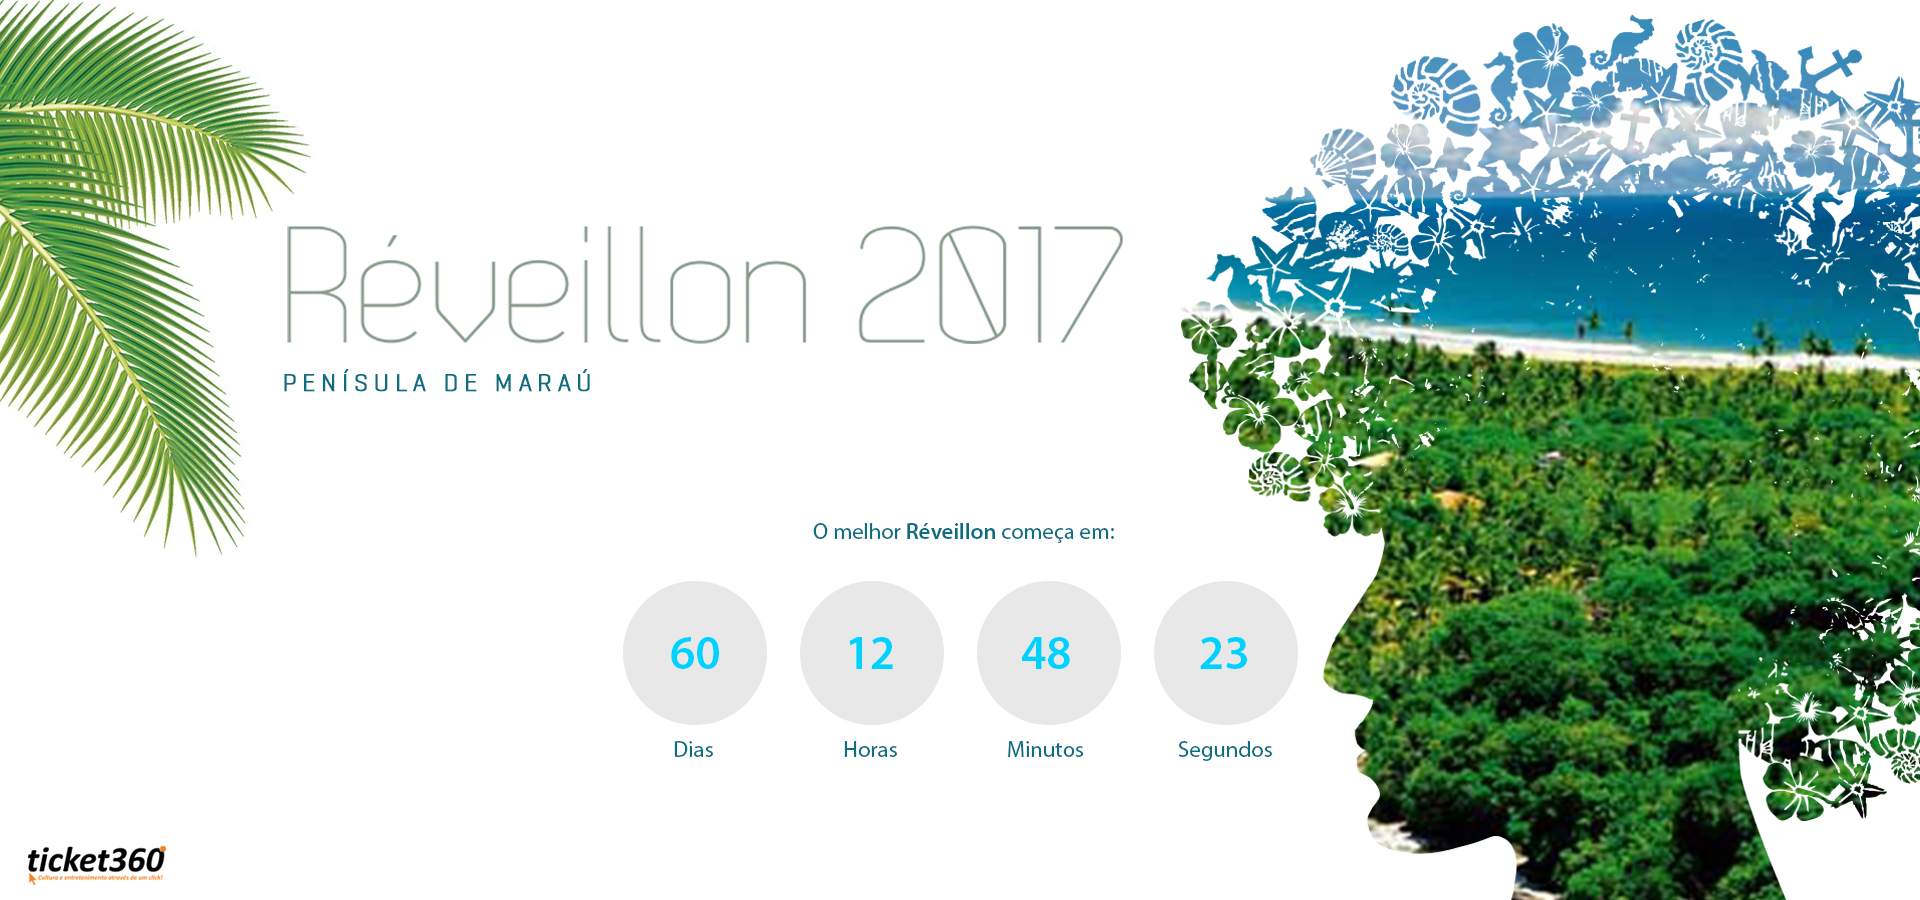 Réveillon 2017
PENÍSULA DE MARAÚ
O melhor Réveillon começa em:
60 12 48 23
Dias Horas Minutos Segundos
ticket360
Cultura e entretenimento através de um click!